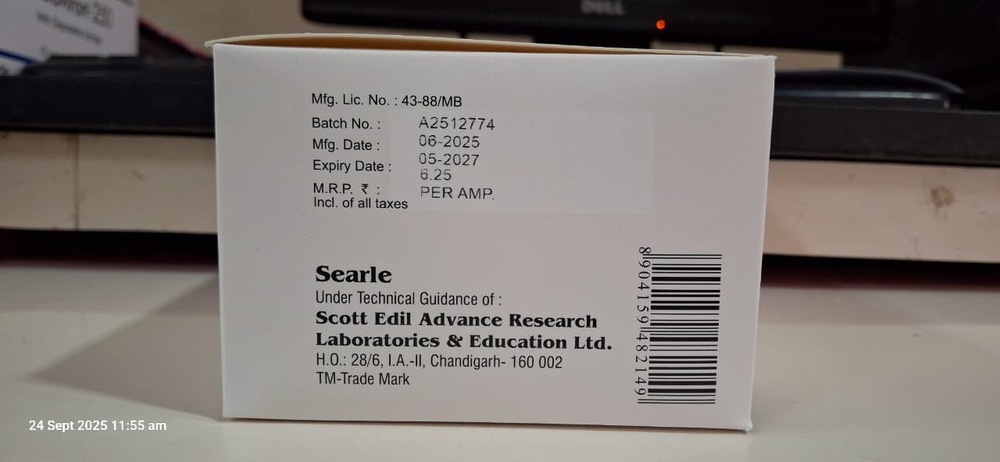 DELL
Mfg. Lic. No. : 43-88/MB
Batch No. : A2512774
Mfg. Date : 06-2025
Expiry Date : 05-2027
M.R.P. ₹ : 6.25
Incl. of all taxes PER AMP.
Searle
Under Technical Guidance of :
Scott Edil Advance Research
Laboratories & Education Ltd.
H.O.: 28/6, I.A.-II, Chandigarh- 160 002
TM-Trade Mark
8904159482149
24 Sept 2025 11:55 am